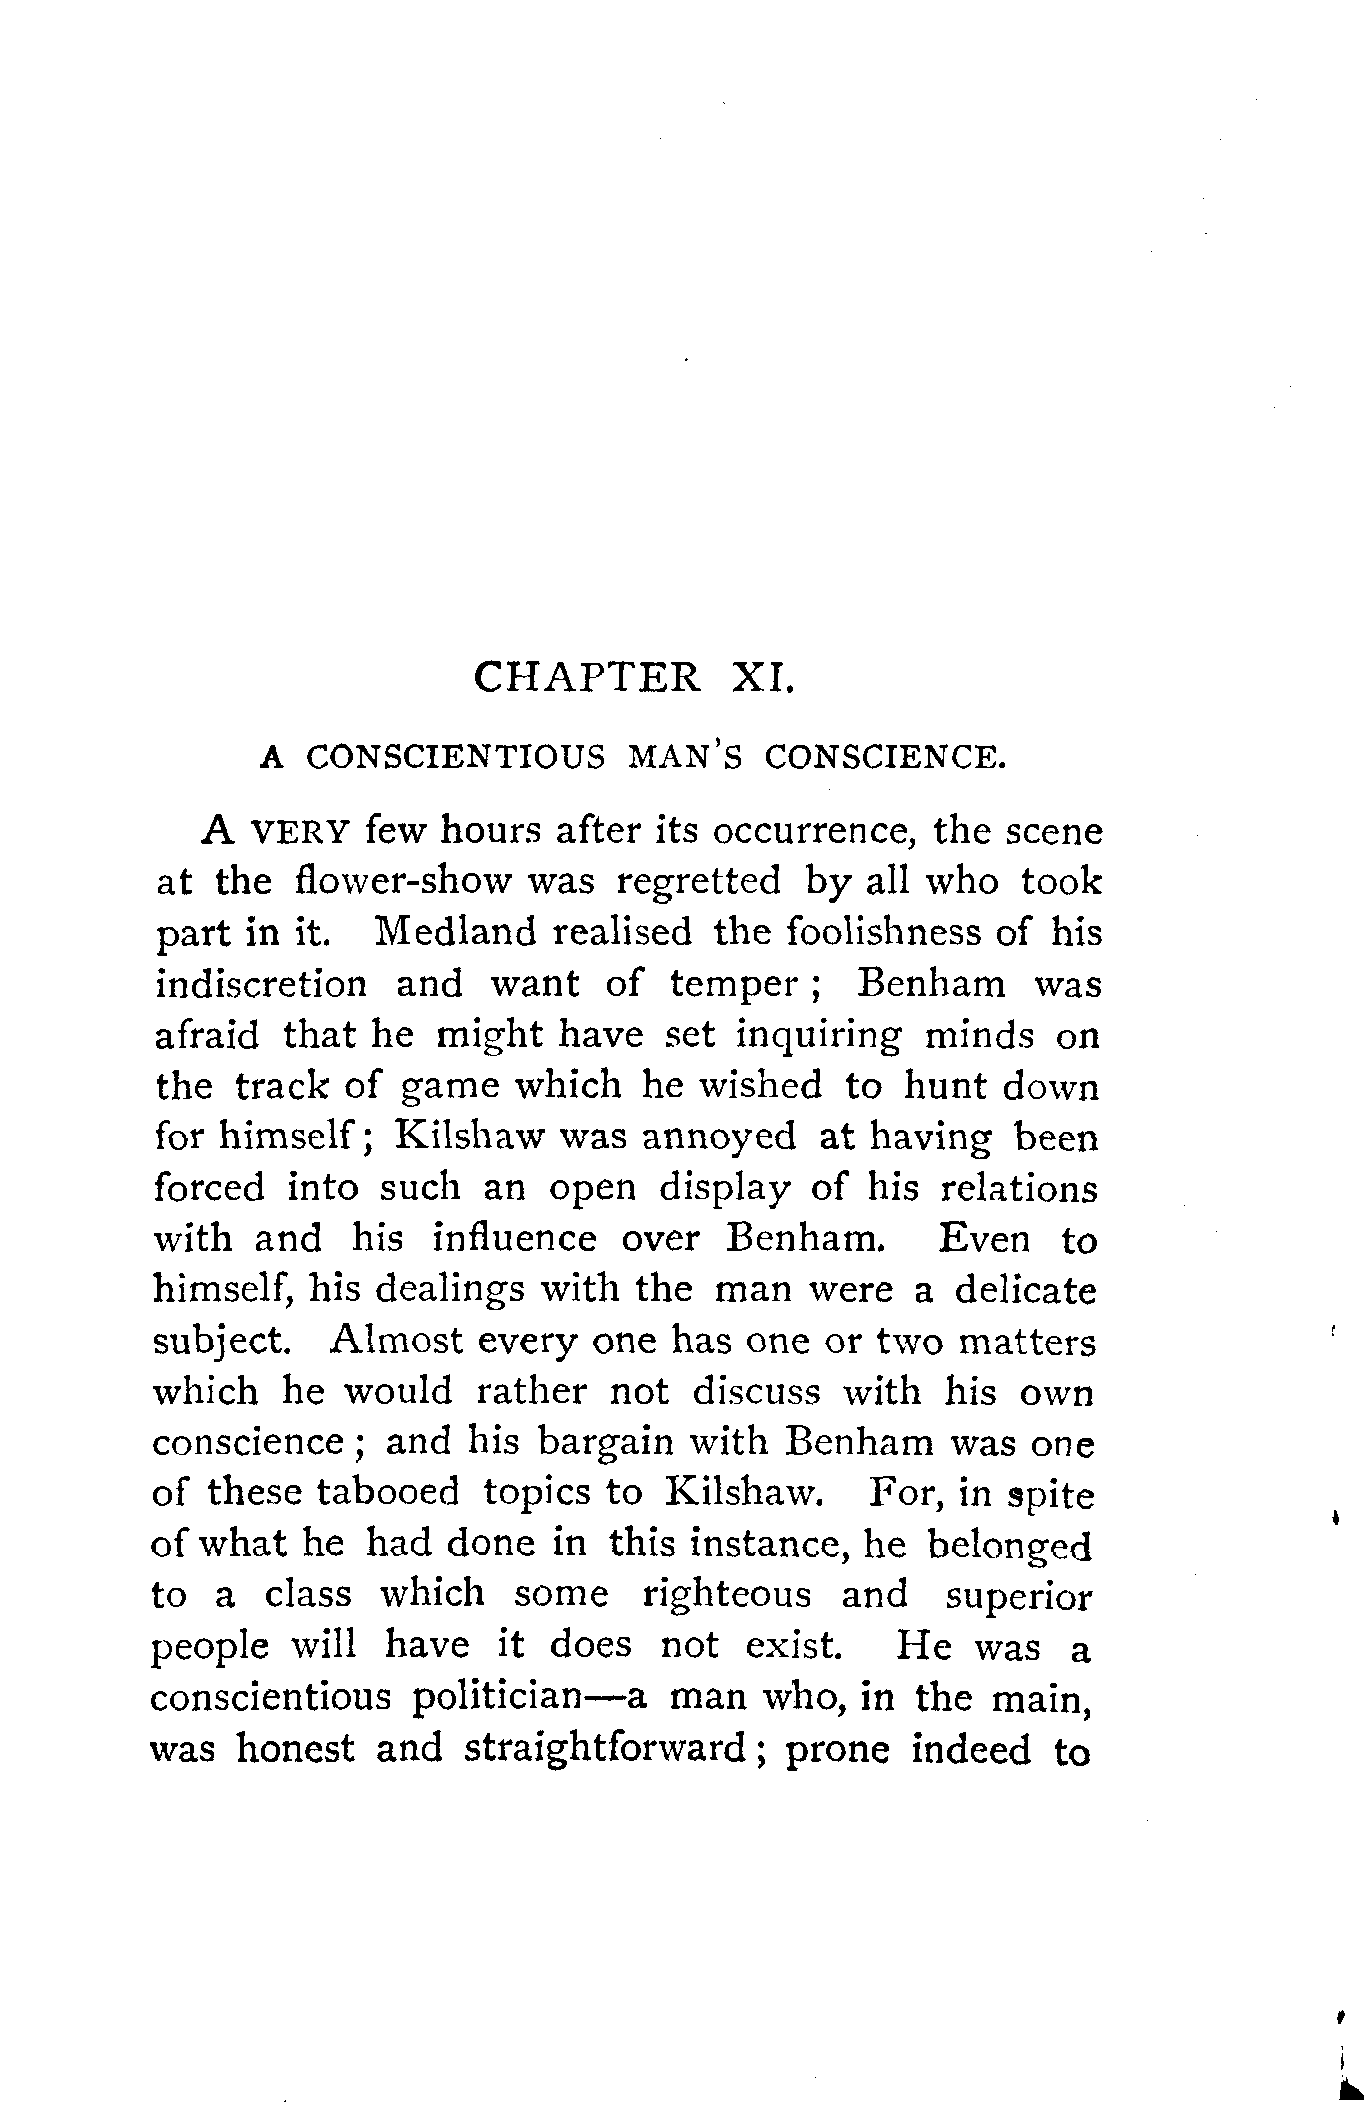 CHAPTER XI.
A CONSCIENTIOUS MAN'S CONSCIENCE.
A VERY few hours after its occurrence, the scene
at the flower-show was regretted by all who took
part in it. Medland realised the foolishness of his
indiscretion and want of temper ; Benham was
afraid that he might have set inquiring minds on
the track of game which he wished to hunt down
for himself ; Kilshaw was annoyed at having been
forced into such an open display of his relations
with and his influence over Benham. Even to
himself, his dealings with the man were a delicate
subject. Almost every one has one or two matters
which he would rather not discuss with his own
conscience ; and his bargain with Benham was one
of these tabooed topics to Kilshaw. For, in spite
of what he had done in this instance, he belonged
to a class which some righteous and superior
people will have it does not exist. He was a
conscientious politician—a man who, in the main,
was honest and straightforward ; prone indeed to